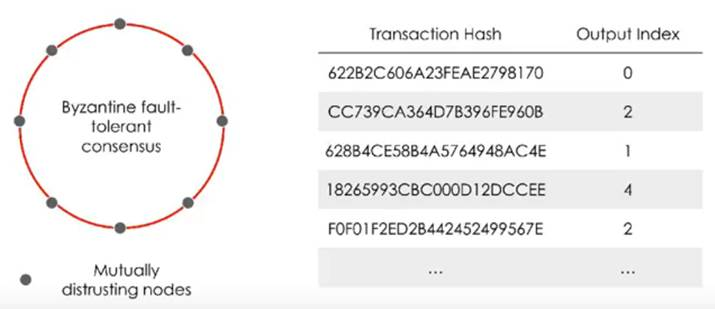 Byzantine fault-
tolerant
consensus
Mutually
distrusting nodes
Transaction Hash Output Index
622B2C606A23FEAE2798170 0
CC739CA364D7B396FE960B 2
628B4CE58B4A5764948AC4E 1
18265993CBC000D12DCCEE 4
F0F01F2ED2B442452499567E 2
... ...